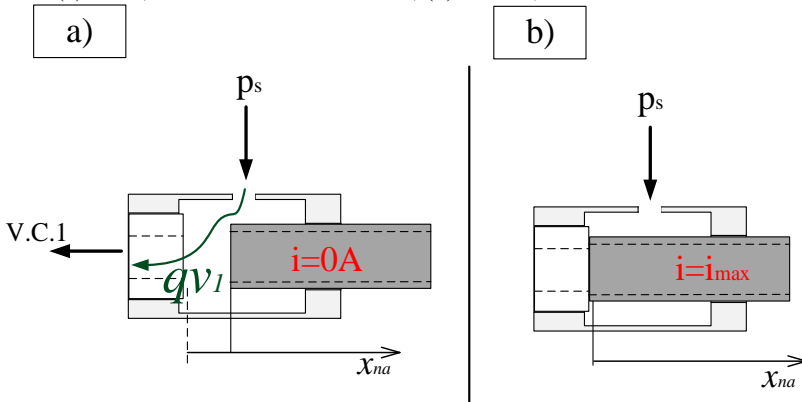 a)
b)
ps
ps
V.C.1
qv1
i=0A
i=imax
xna
xna